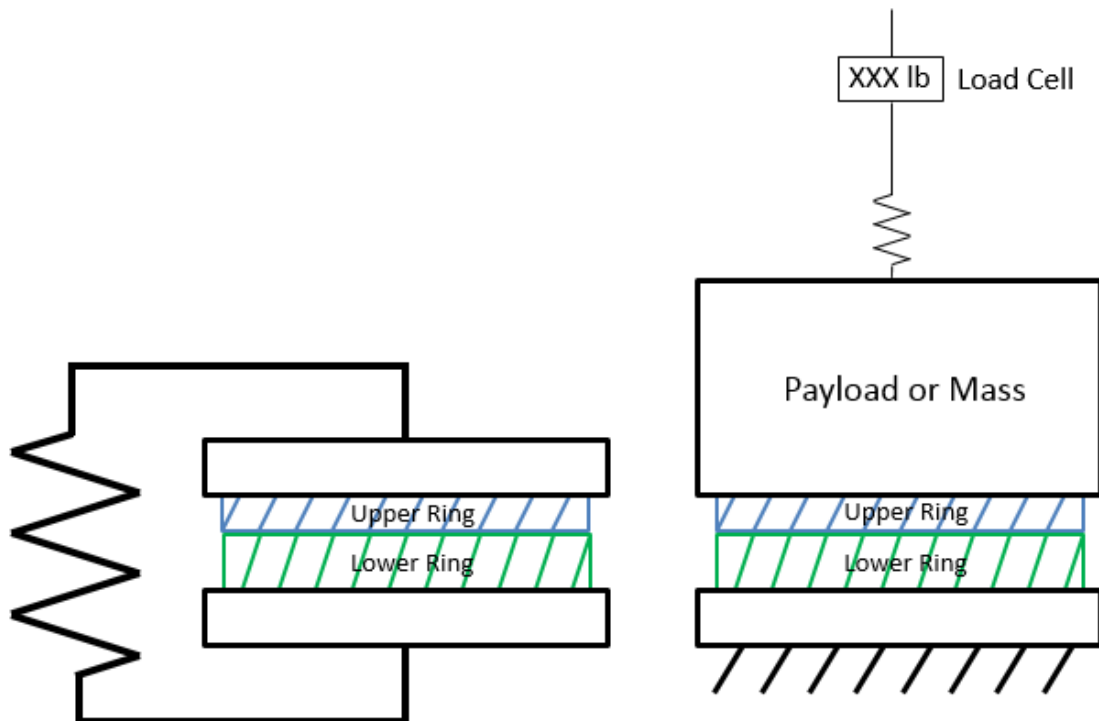 XXX lb
Load Cell
Payload or Mass
Upper Ring
Lower Ring
Upper Ring
Lower Ring